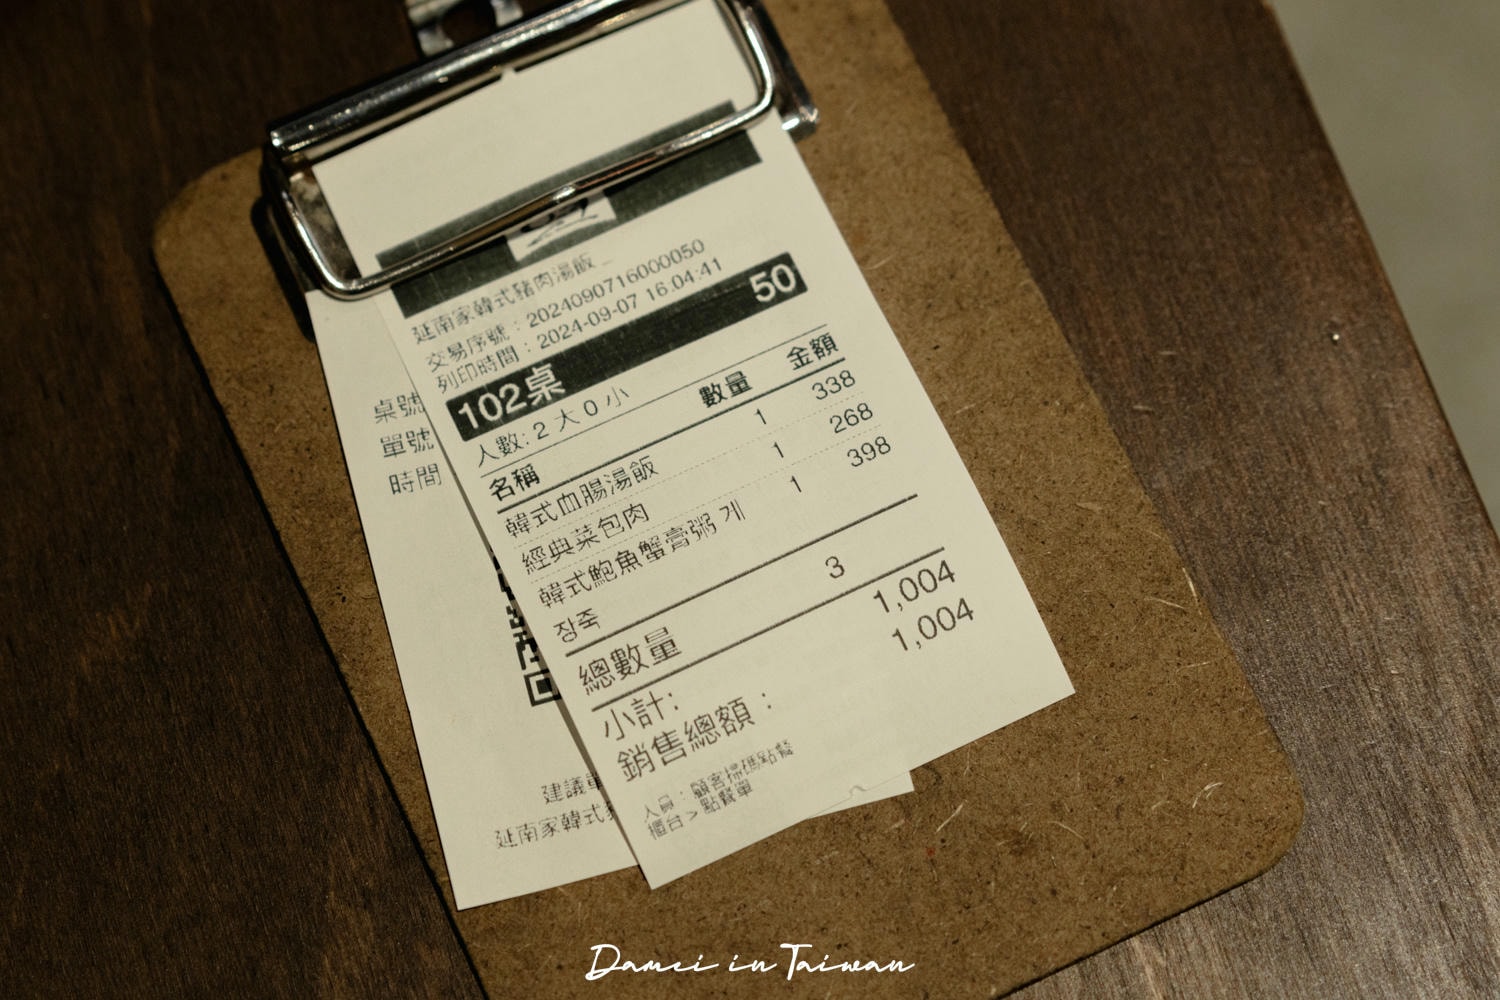 延南家韓式豬肉湯飯
交易序號：2024090716000050
列印時間：2024-09-07 16:04:41
102桌 50
人數: 2 大 0 小
名稱 數量 金額
韓式血腸湯飯 1 338
經典菜包肉 1 268
韓式鮑魚蟹膏粥 게 1 398
장죽
總數量 3
小計: 1,004
銷售總額： 1,004
人員：顧客掃碼點餐
櫃台 > 點餐單
桌號
單號
時間
建議單
延南家韓式
Damei in Taiwan